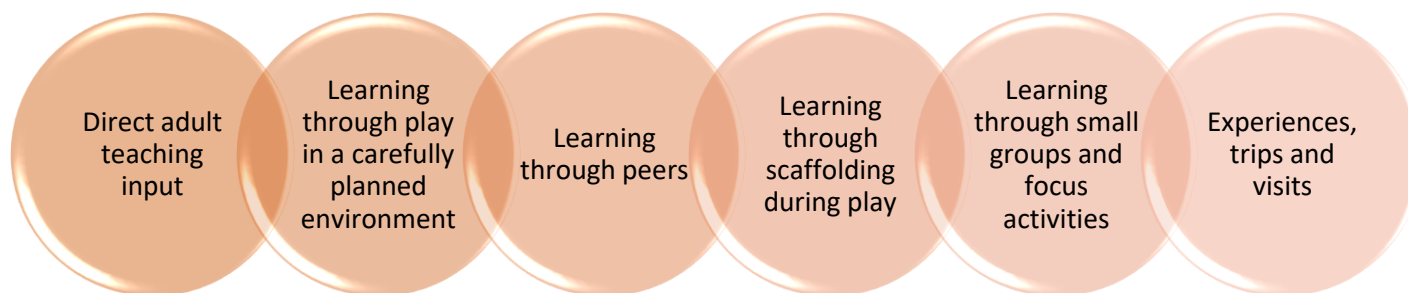 Direct adult
teaching
input
Learning
through play
in a carefully
planned
environment
Learning
through peers
Learning
through
scaffolding
during play
Learning
through small
groups and
focus
activities
Experiences,
trips and
visits